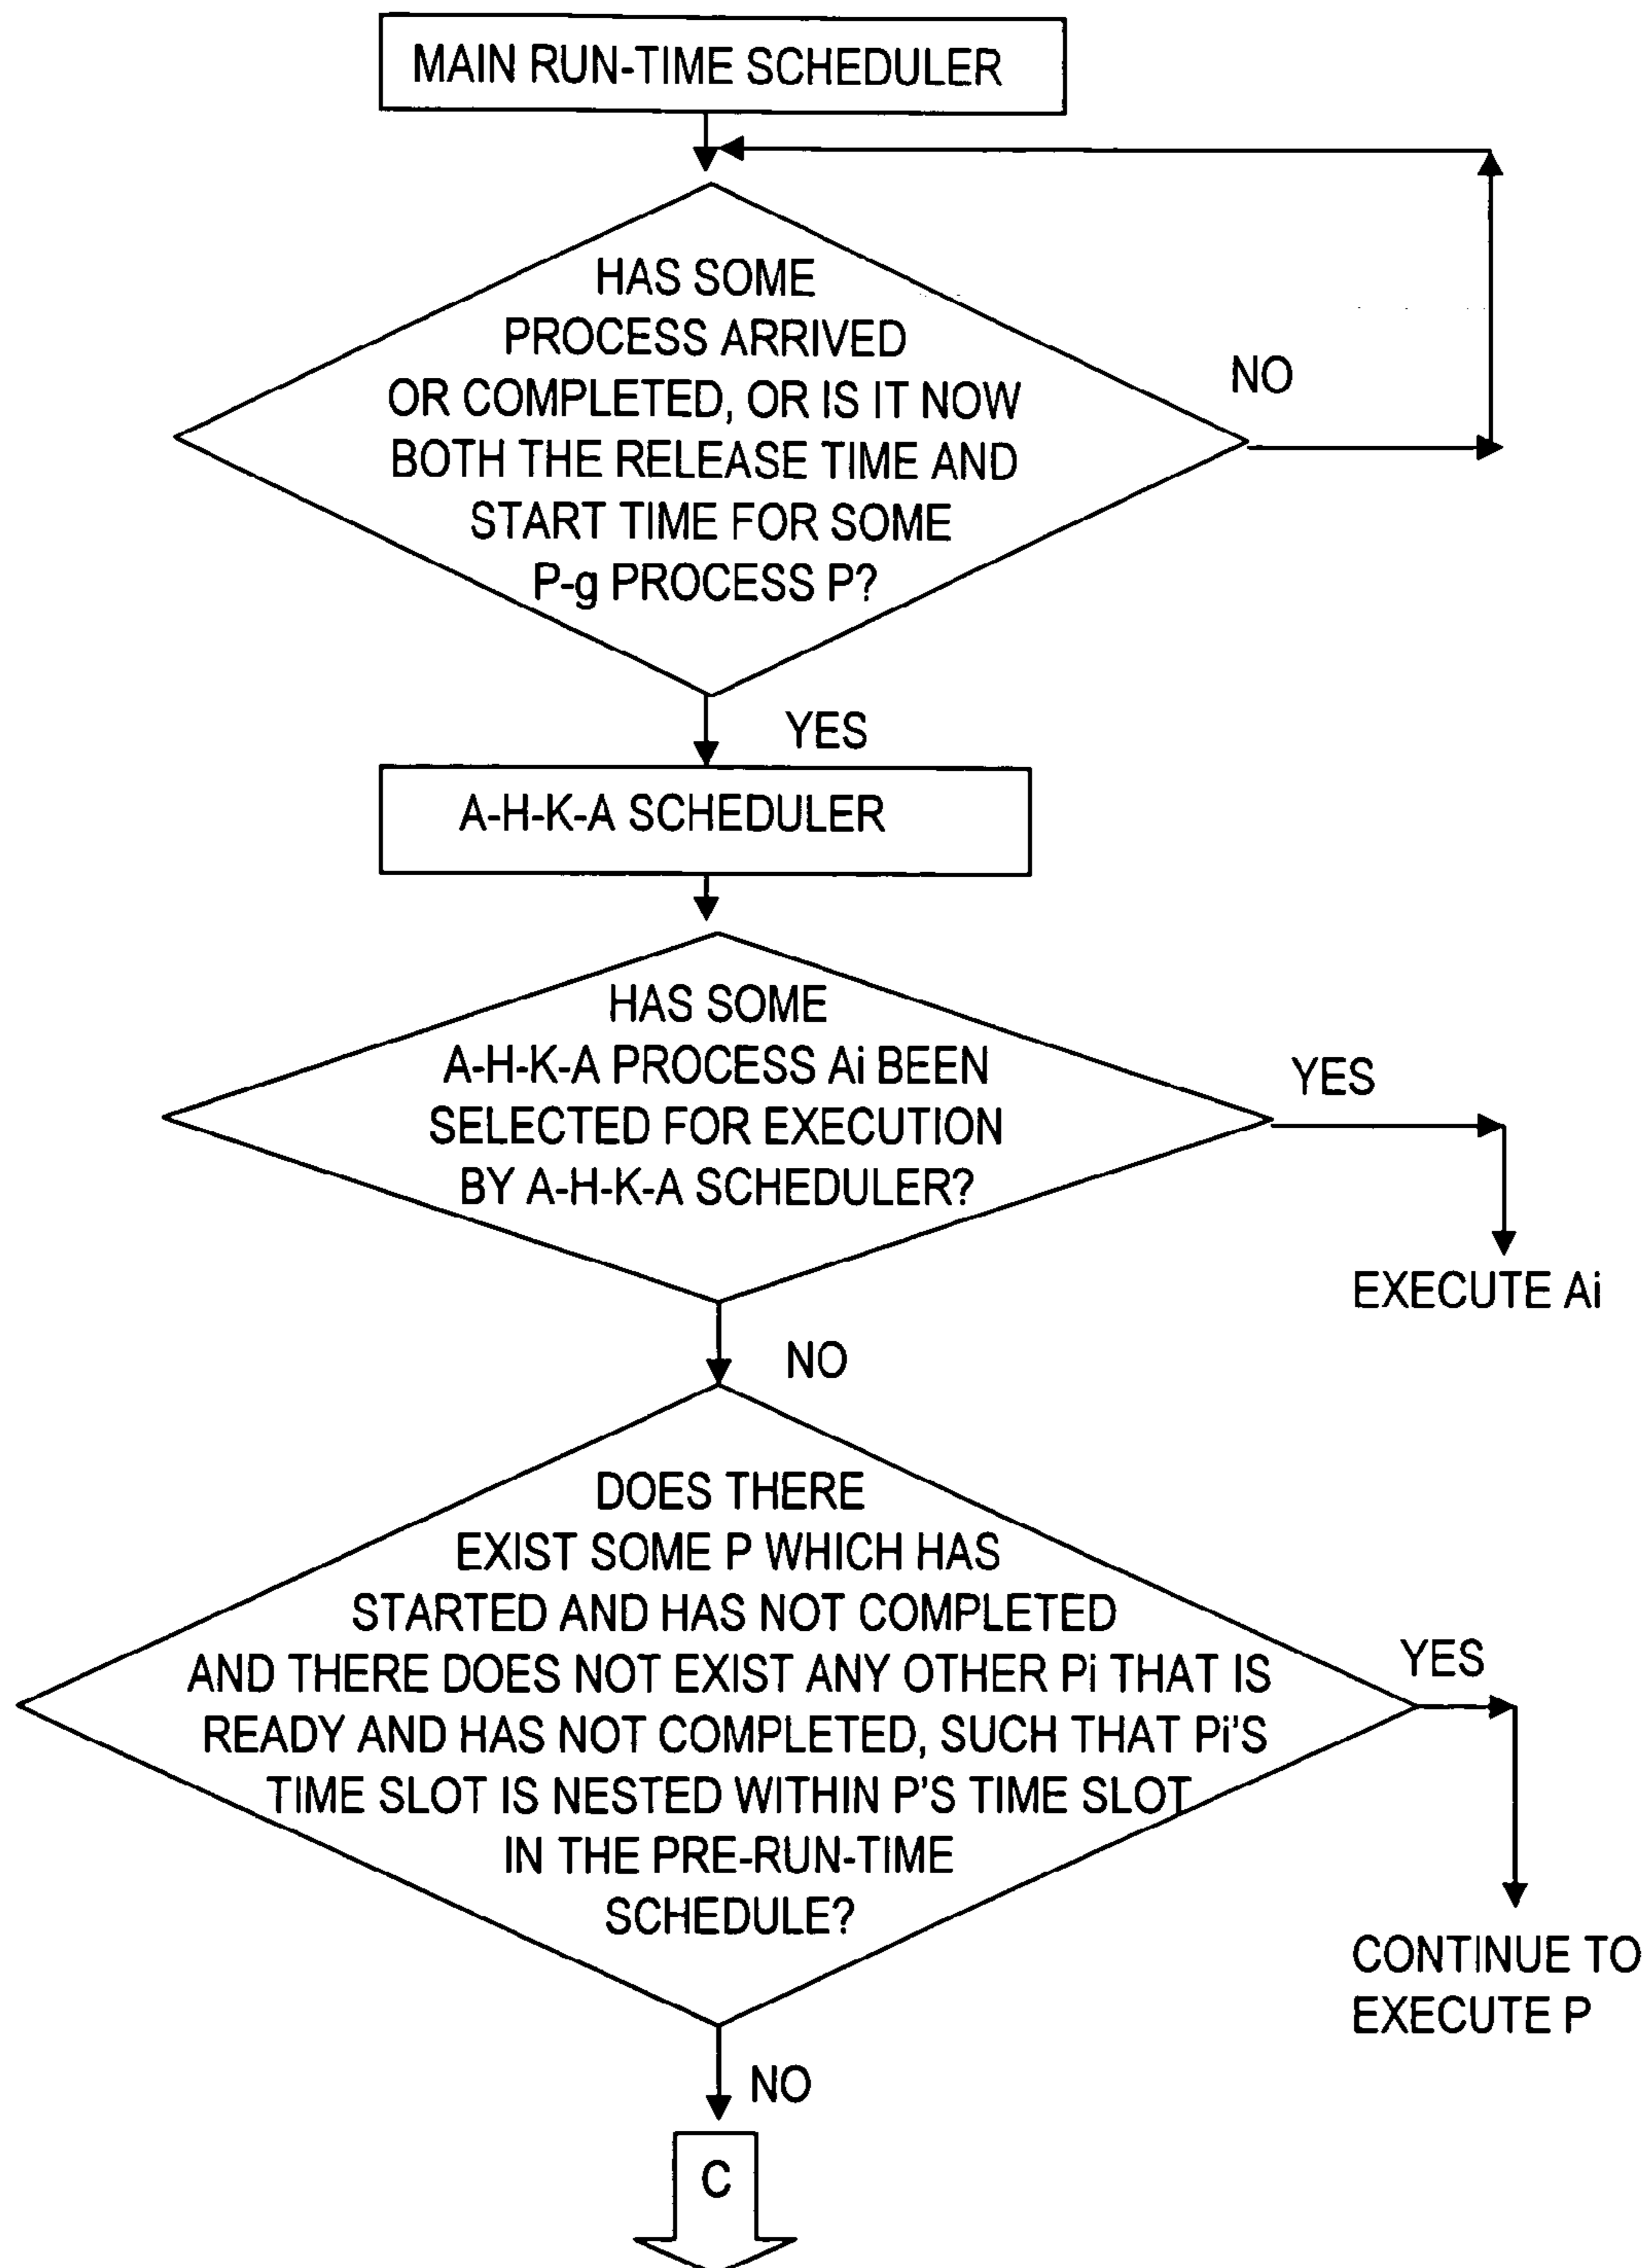 MAIN RUN-TIME SCHEDULER
HAS SOME
PROCESS ARRIVED
OR COMPLETED, OR IS IT NOW
BOTH THE RELEASE TIME AND
START TIME FOR SOME
P-g PROCESS P?
NO
YES
A-H-K-A SCHEDULER
HAS SOME
A-H-K-A PROCESS Ai BEEN
SELECTED FOR EXECUTION
BY A-H-K-A SCHEDULER?
YES
EXECUTE Ai
NO
DOES THERE
EXIST SOME P WHICH HAS
STARTED AND HAS NOT COMPLETED
AND THERE DOES NOT EXIST ANY OTHER Pi THAT IS
READY AND HAS NOT COMPLETED, SUCH THAT Pi'S
TIME SLOT IS NESTED WITHIN P'S TIME SLOT
IN THE PRE-RUN-TIME
SCHEDULE?
YES
CONTINUE TO
EXECUTE P
NO
C